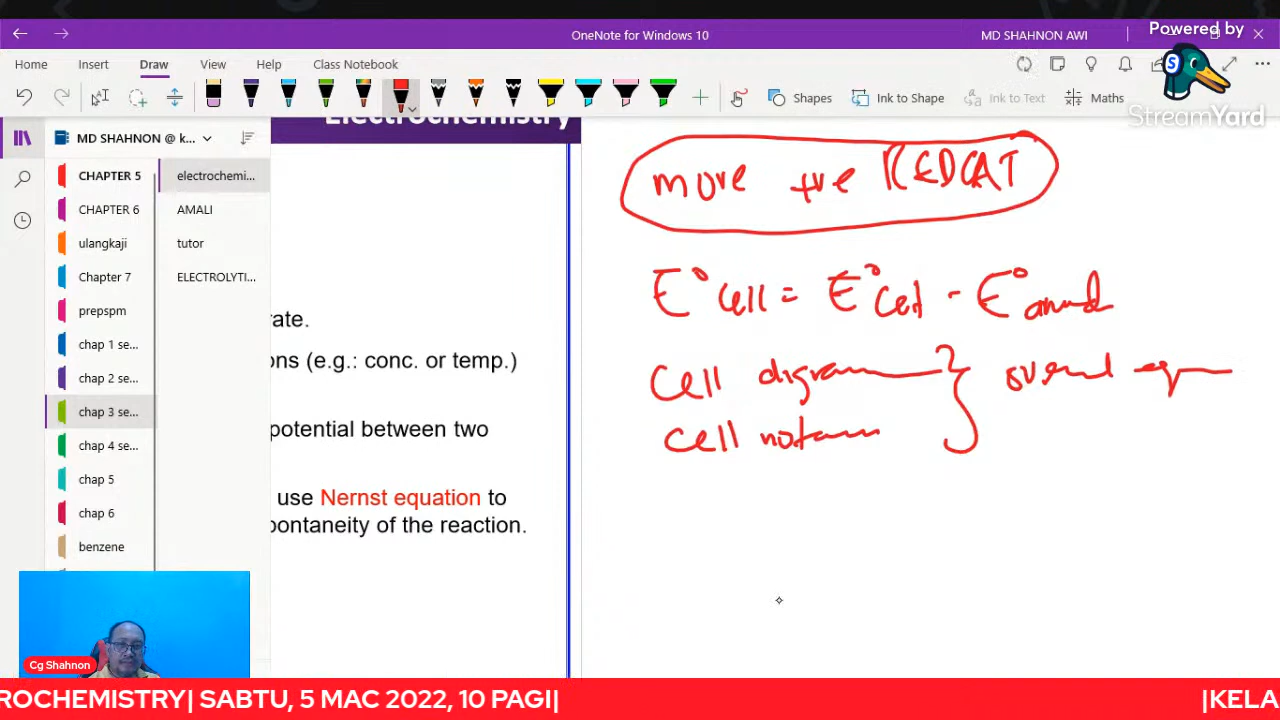 Powered by
StreamYard
OneNote for Windows 10
MD SHAHNON AWI
Home Insert Draw View Help Class Notebook
Shapes Ink to Shape Ink to Text Maths
MD SHAHNON @ k...
CHAPTER 5
CHAPTER 6
ulangkaji
Chapter 7
prepspm
chap 1 se...
chap 2 se...
chap 3 se...
chap 4 se...
chap 5
chap 6
benzene
electrochemi...
AMALI
tutor
ELECTROLYTI...
Electrochemistry
rate.
ons (e.g.: conc. or temp.)
potential between two
use Nernst equation to
pontaneity of the reaction.
more +ve REDCAT
E° cell = E° cat - E°
cell
cell
Cg Shahnon
ROCHEMISTRY| SABTU, 5 MAC 2022, 10 PAGI| |KELA